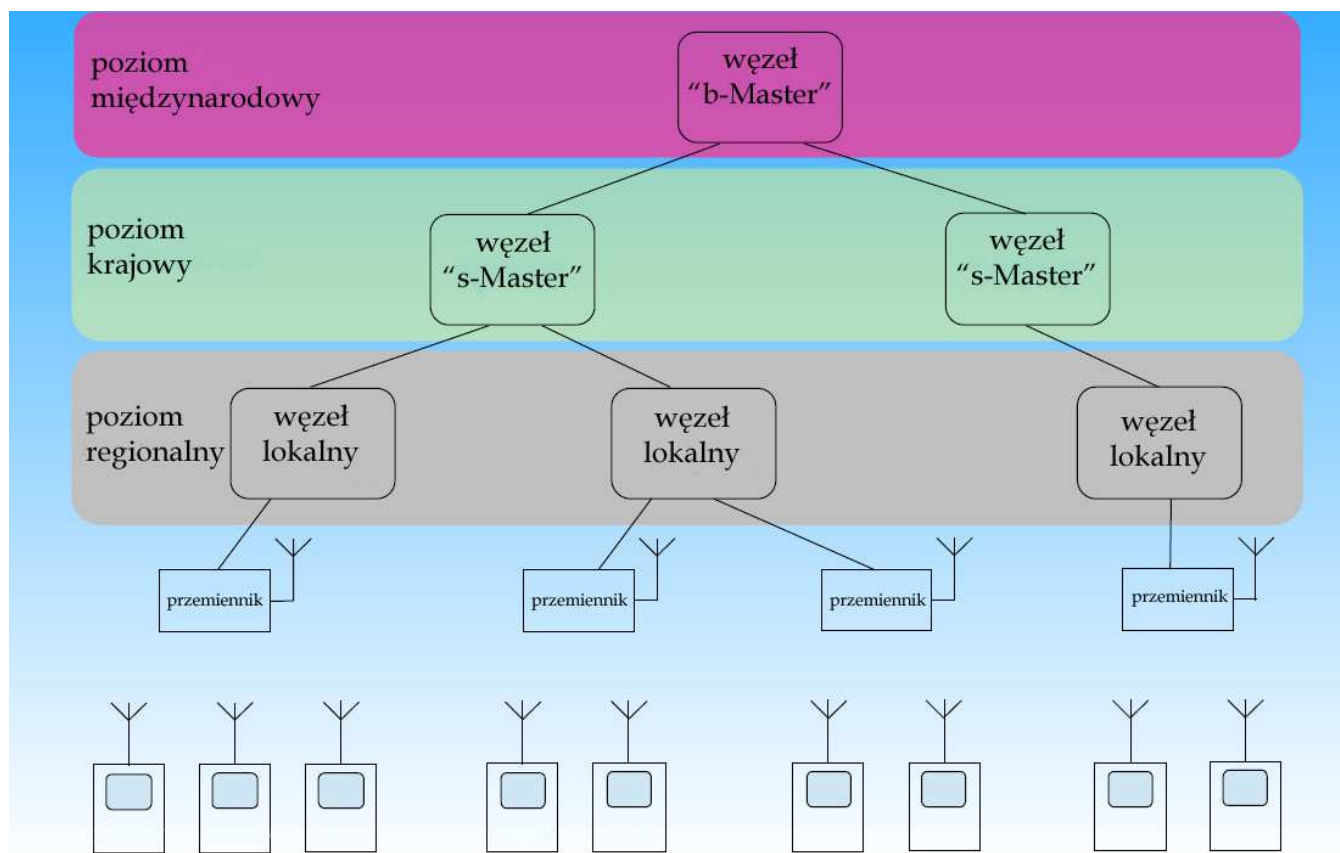 poziom
międzynarodowy
węzeł
“b-Master”
poziom
krajowy
węzeł
“s-Master”
węzeł
“s-Master”
poziom
regionalny
węzeł
lokalny
węzeł
lokalny
węzeł
lokalny
przemiennik
przemiennik
przemiennik
przemiennik